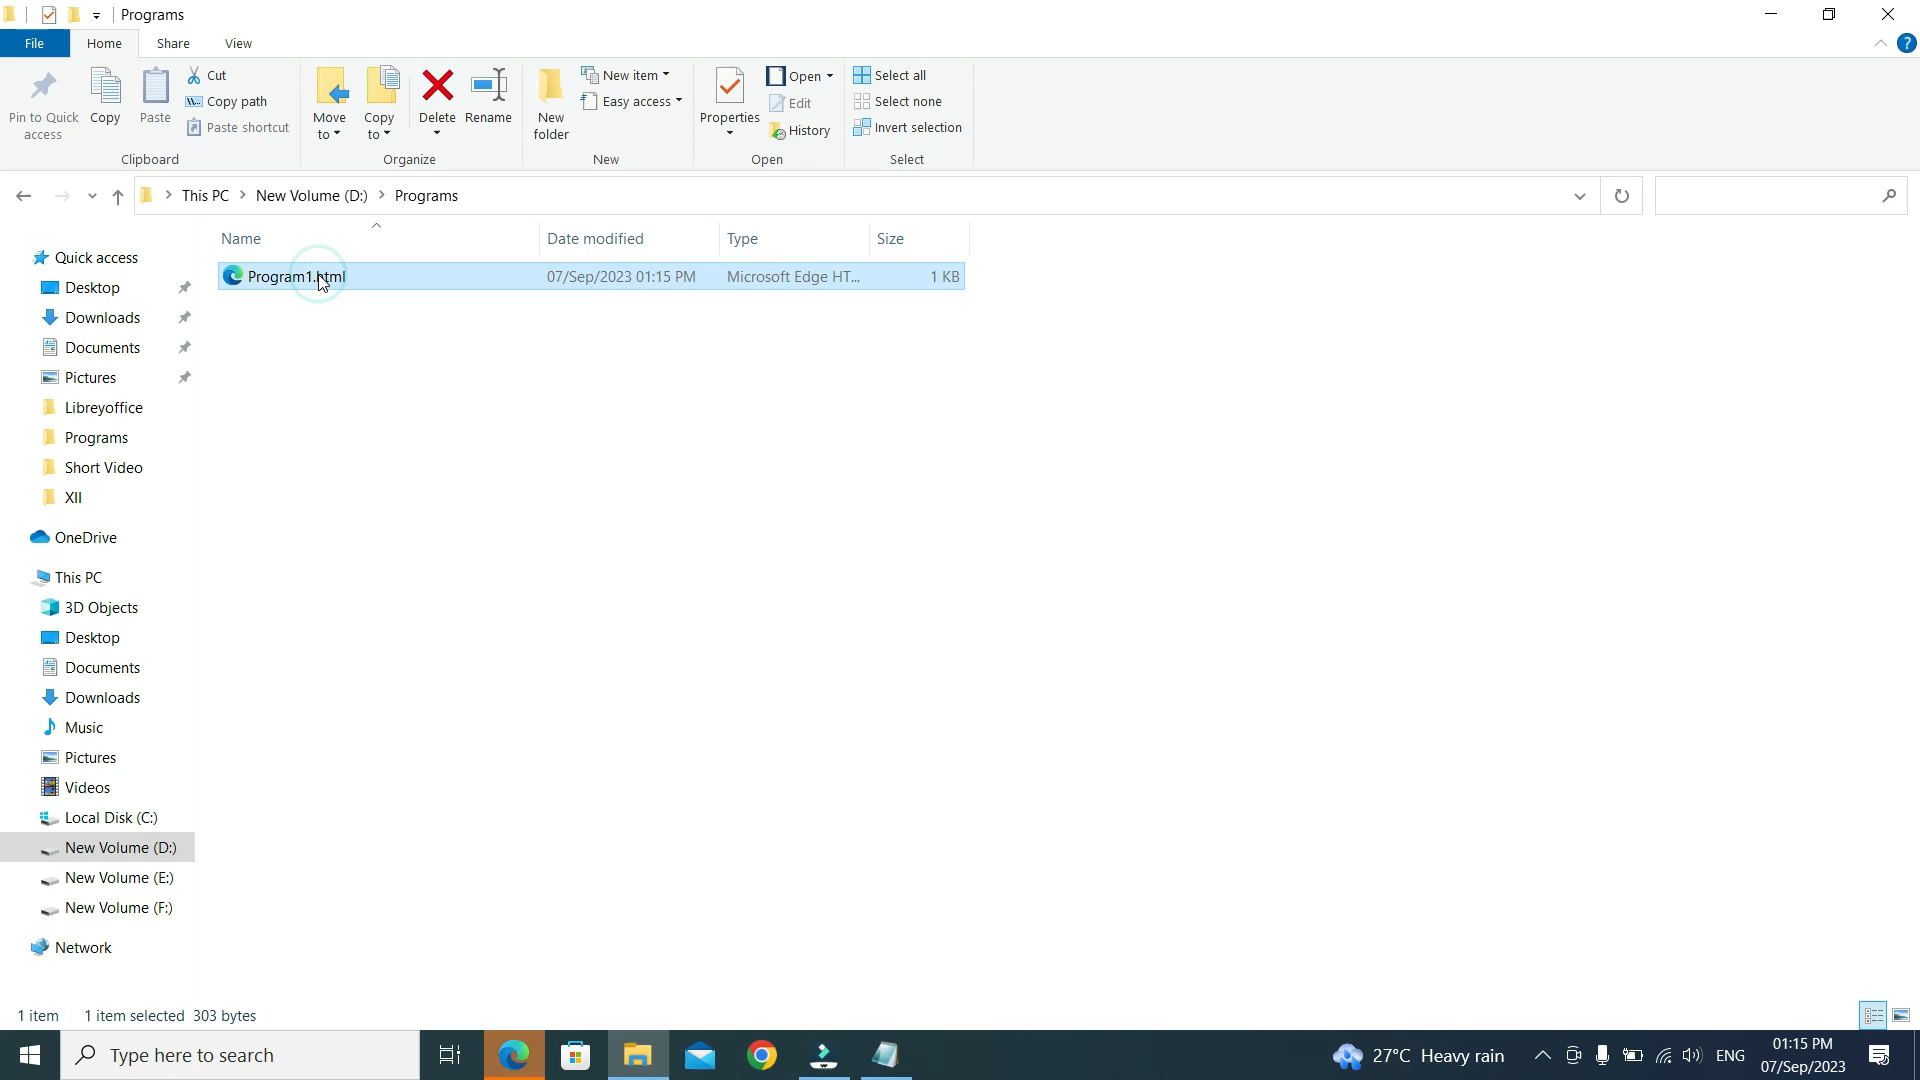 Programs
File Home Share View
Pin to Quick access
Copy
Paste
Cut
Copy path
Paste shortcut
Clipboard
Move to
Copy to
Delete
Rename
Organize
New folder
New item
Easy access
New
Properties
Open
Edit
History
Open
Select all
Select none
Invert selection
Select
This PC New Volume (D:) Programs
Name Date modified Type Size
Program1.html 07/Sep/2023 01:15 PM Microsoft Edge HT... 1 KB
Quick access
Desktop
Downloads
Documents
Pictures
Libreyoffice
Programs
Short Video
XII
OneDrive
This PC
3D Objects
Desktop
Documents
Downloads
Music
Pictures
Videos
Local Disk (C:)
New Volume (D:)
New Volume (E:)
New Volume (F:)
Network
1 item 1 item selected 303 bytes
Type here to search
27°C Heavy rain
ENG
01:15 PM
07/Sep/2023